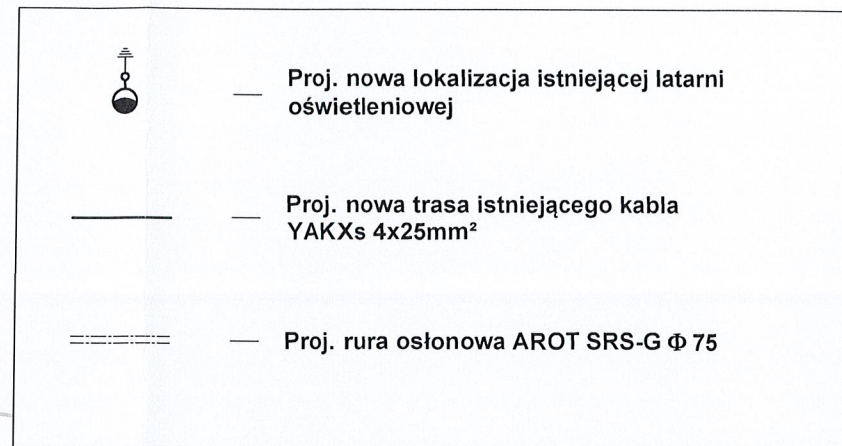 — Proj. nowa lokalizacja istniejącej latarni
oświetleniowej
— Proj. nowa trasa istniejącego kabla
YAKXs 4x25mm²
— Proj. rura osłonowa AROT SRS-G Φ 75